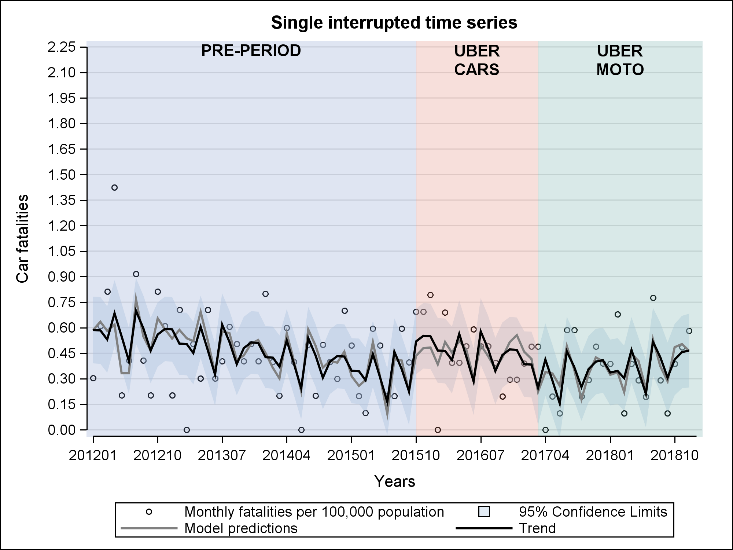 Single interrupted time series
PRE-PERIOD
UBER
CARS
UBER
MOTO
2.25
2.10
1.95
1.80
1.65
1.50
1.35
1.20
1.05
0.90
0.75
0.60
0.45
0.30
0.15
0.00
Car fatalities
201201 201210 201307 201404 201501 201510 201607 201704 201801 201810
Years
Monthly fatalities per 100,000 population 95% Confidence Limits
Model predictions Trend